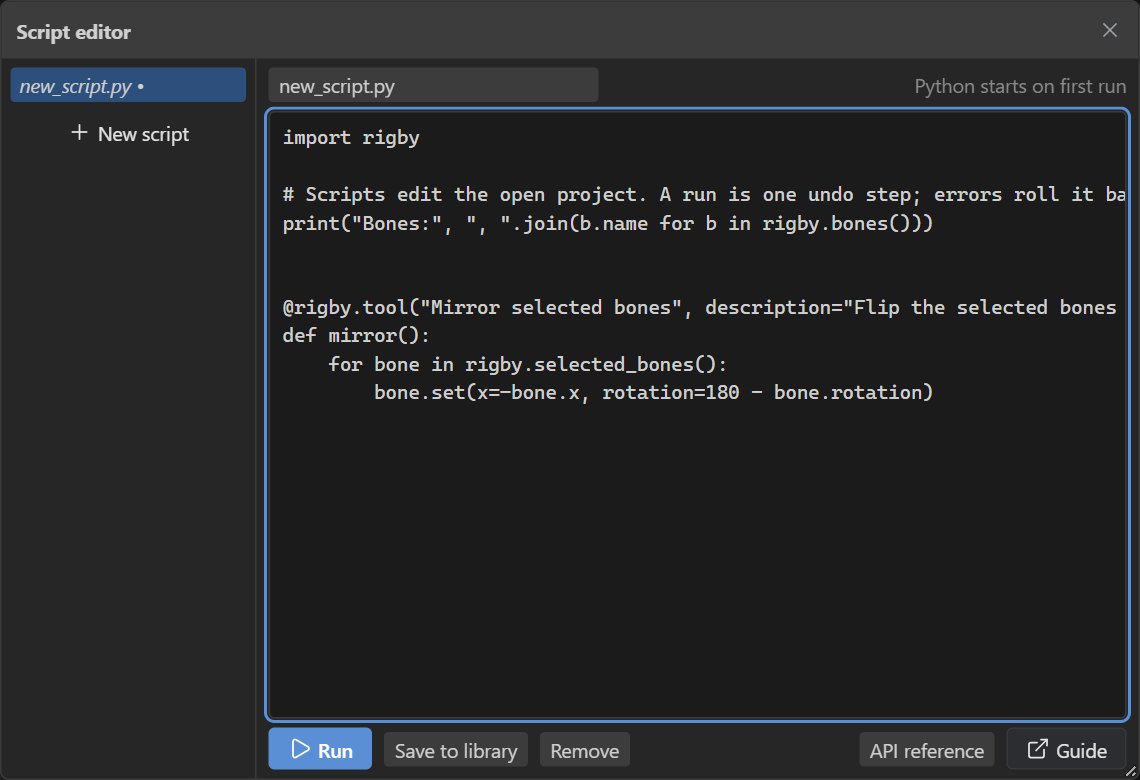 Script editor
new_script.py •
+ New script
new_script.py
Python starts on first run
import rigby
# Scripts edit the open project. A run is one undo step; errors roll it ba
print("Bones:", ", ".join(b.name for b in rigby.bones()))
@rigby.tool("Mirror selected bones", description="Flip the selected bones
def mirror():
    for bone in rigby.selected_bones():
        bone.set(x=-bone.x, rotation=180 - bone.rotation)
Run
Save to library
Remove
API reference
Guide